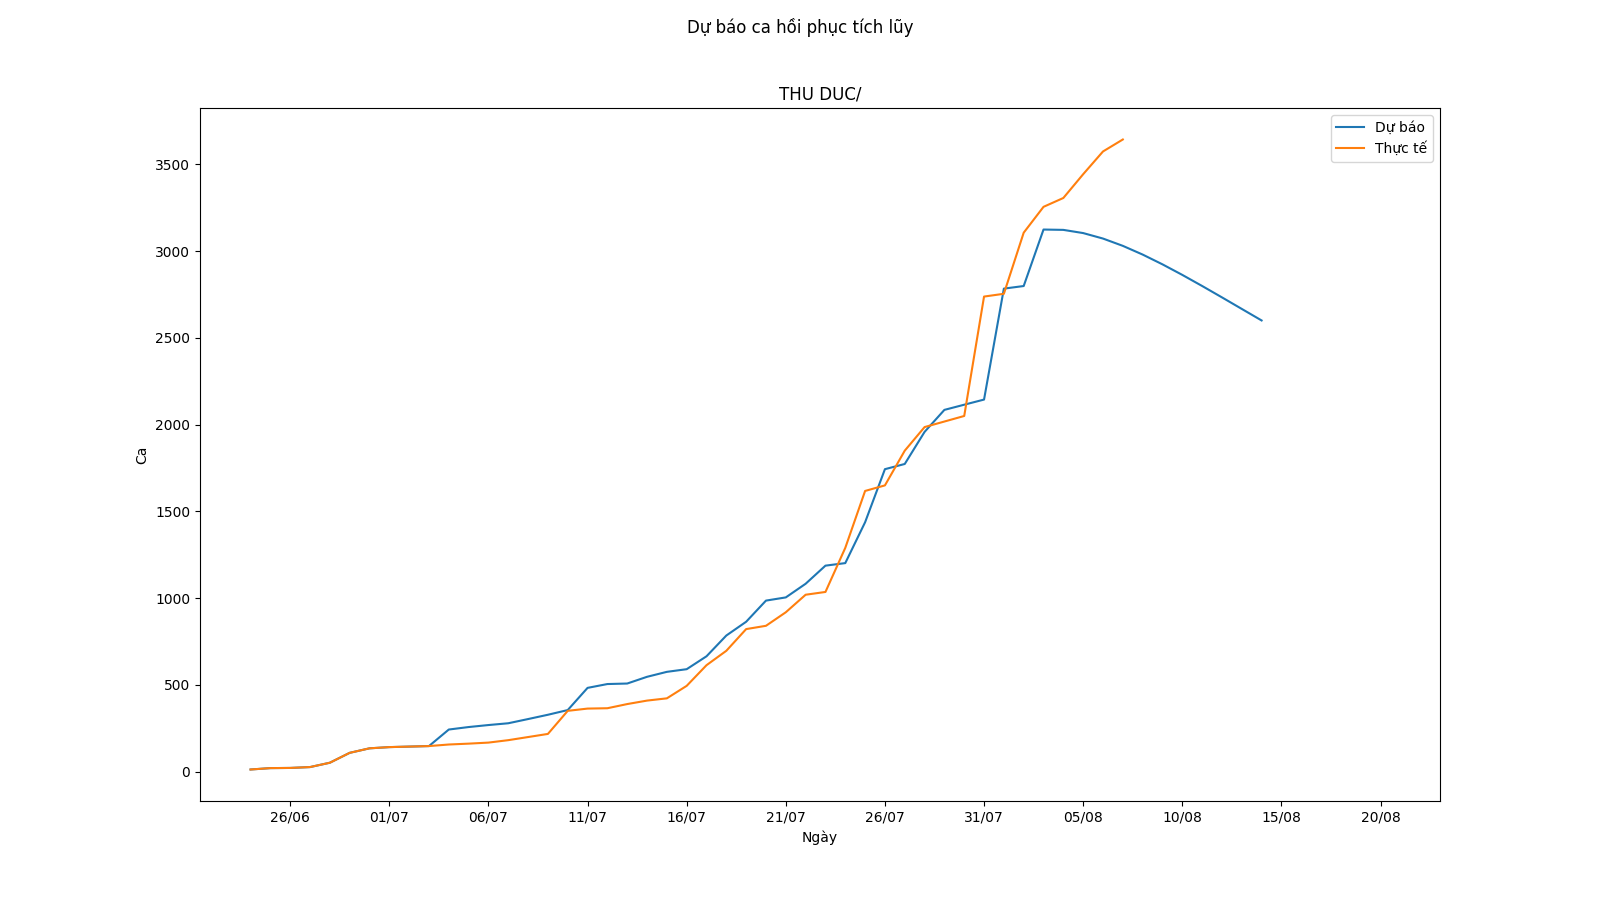 Dự báo ca hồi phục tích lũy
THU DUC/
Dự báo
Thực tế
3500
3000
2500
2000
1500
1000
500
0
Ca
26/06 01/07 06/07 11/07 16/07 21/07 26/07 31/07 05/08 10/08 15/08 20/08
Ngày